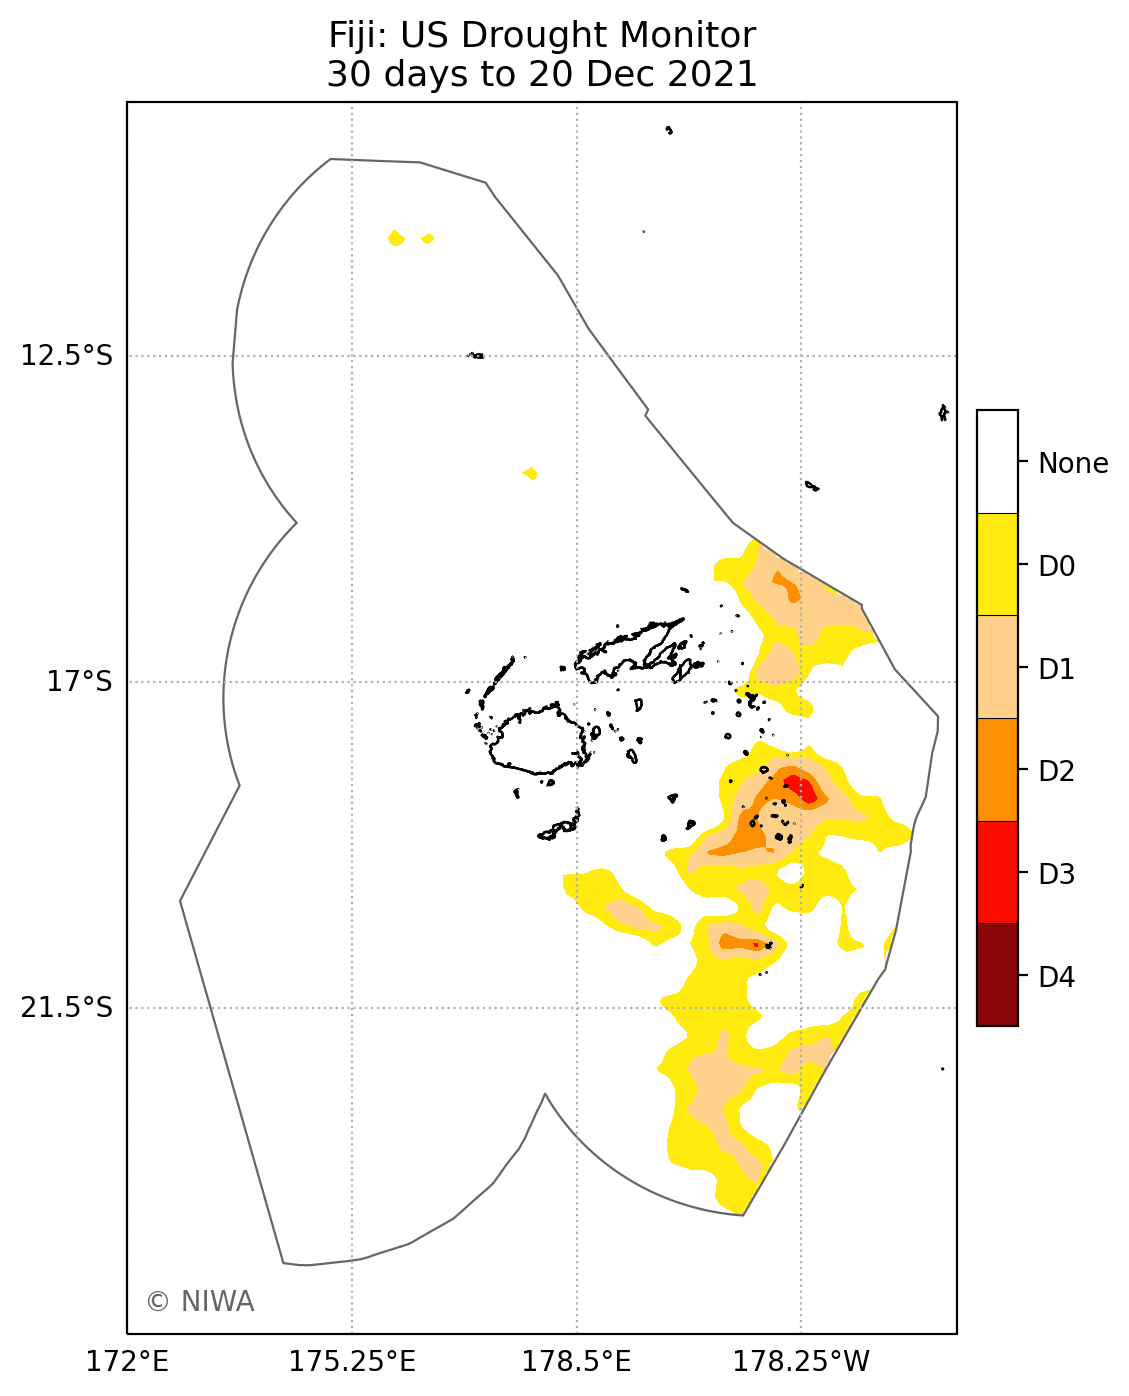 Fiji: US Drought Monitor
30 days to 20 Dec 2021
12.5°S
17°S
21.5°S
172°E
175.25°E
178.5°E
178.25°W
None
D0
D1
D2
D3
D4
© NIWA